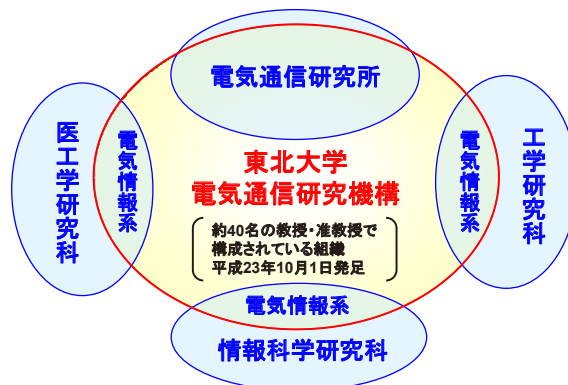 電気通信研究所
医工学研究科
電気情報系
東北大学
電気通信研究機構
約40名の教授・准教授で
構成されている組織
平成23年10月1日発足
電気情報系
工学研究科
電気情報系
情報科学研究科